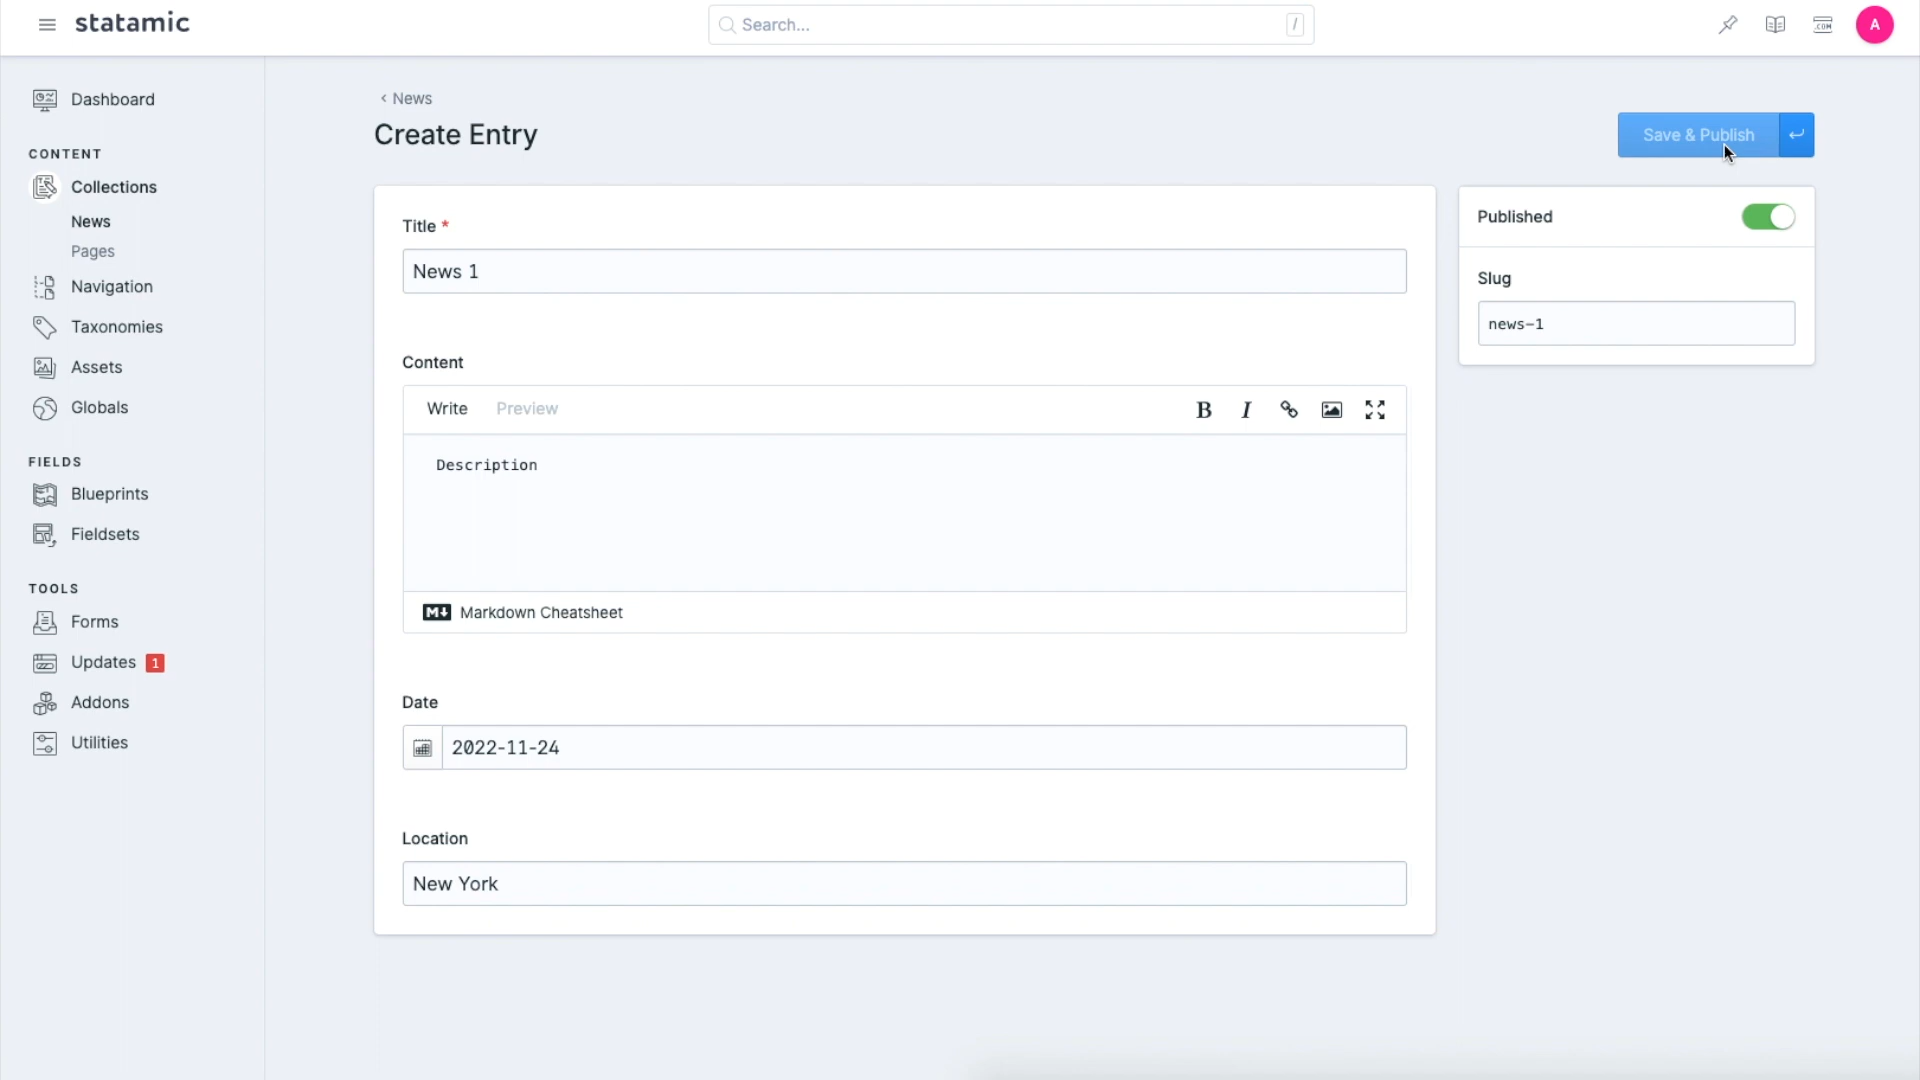 statamic
Search...
/
.COM
A
Dashboard
CONTENT
Collections
News
Pages
Navigation
Taxonomies
Assets
Globals
FIELDS
Blueprints
Fieldsets
TOOLS
Forms
Updates 1
Addons
Utilities
‹ News
Create Entry
Save & Publish
Title *
News 1
Content
Write Preview
B I
Description
M Markdown Cheatsheet
Date
2022-11-24
Location
New York
Published
Slug
news-1